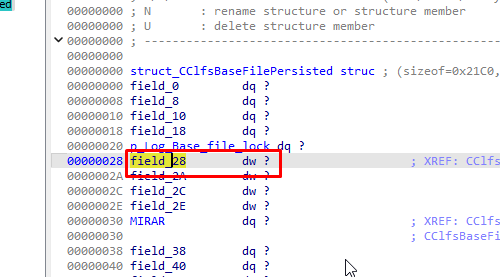 ed
00000000 ; N : rename structure or structure member
00000000 ; U : delete structure member
00000000 ; ---------------------------------------------
00000000
00000000 struct_CClfsBaseFilePersisted struc ; (sizeof=0x21C0,
00000000 field_0 dq ?
00000008 field_8 dq ?
00000010 field_10 dq ?
00000018 field_18 dq ?
00000020 p_Log_Base_file_lock dq ?
00000028 field_28 dw ? ; XREF: CClfs
0000002A field_2A dw ?
0000002C field_2C dw ?
0000002E field_2E dw ?
00000030 MIRAR dq ? ; XREF: CClfs
00000030 ; CClfsBaseFi
00000038 field_38 dq ?
00000040 field_40 dq ?